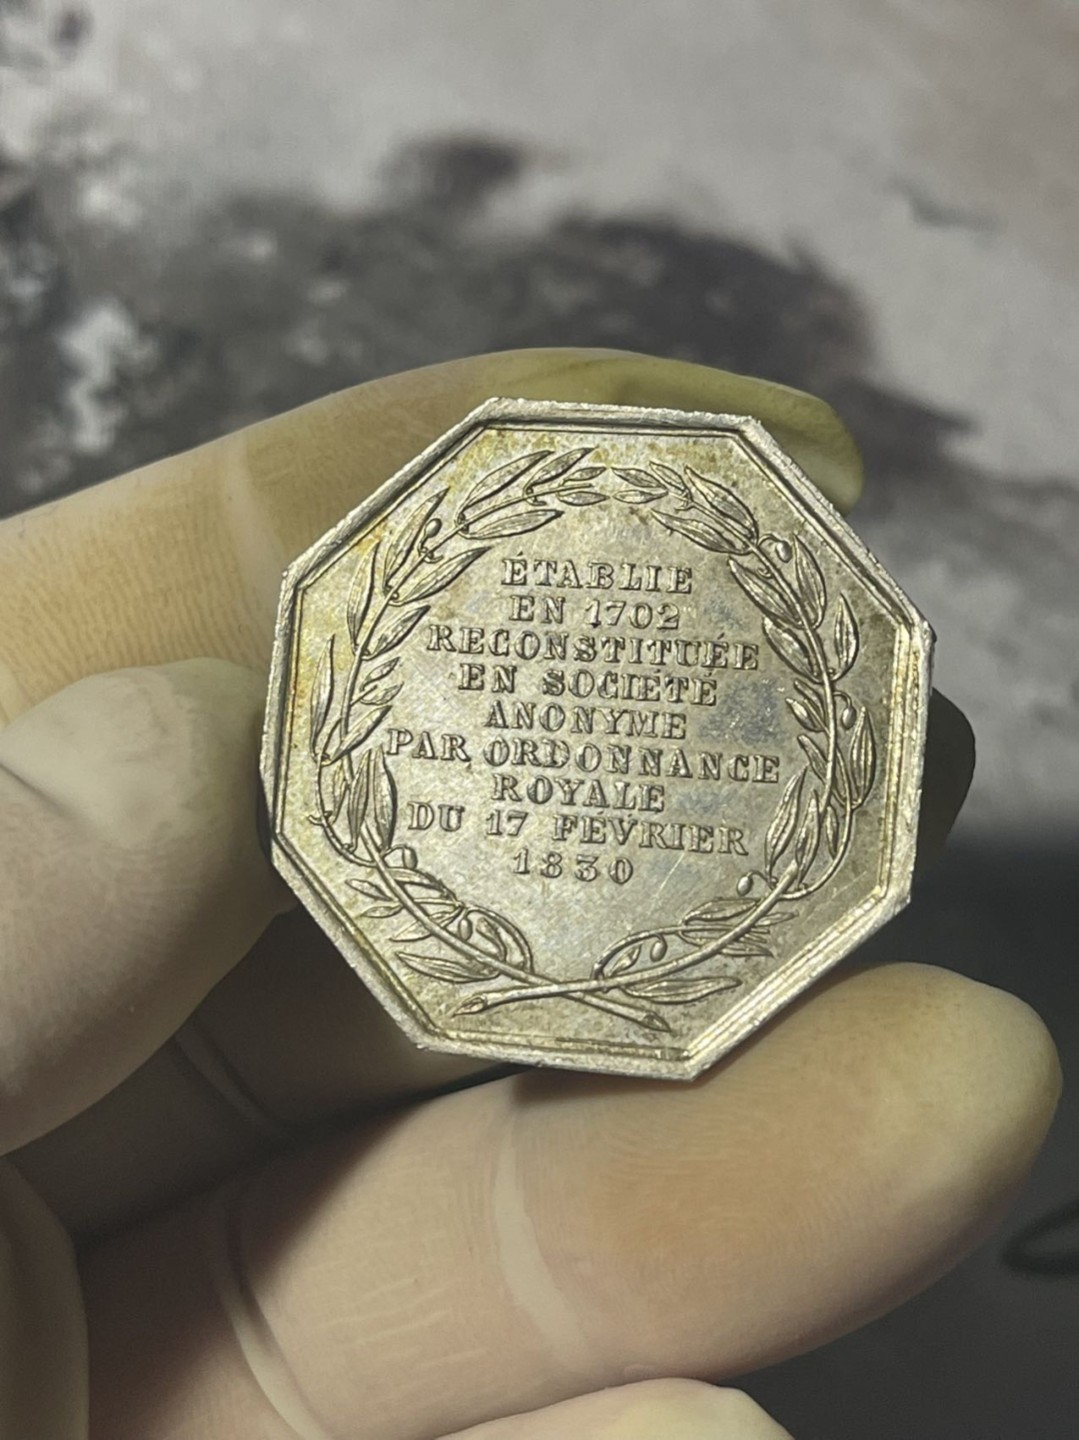 ÉTABLIE
EN 1702
RECONSTITUÉE
EN SOCIÉTÉ
ANONYME
PAR ORDONNANCE
ROYALE
DU 17 FÉVRIER
1830